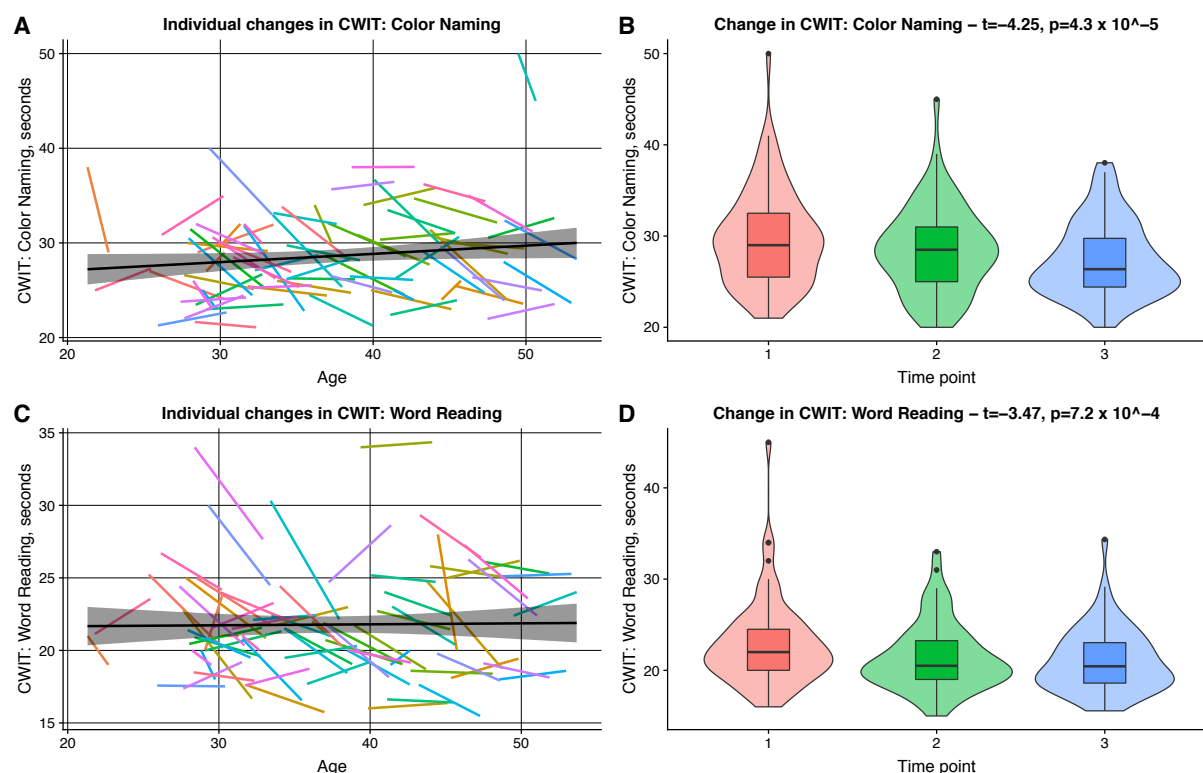 A
Individual changes in CWIT: Color Naming
CWIT: Color Naming, seconds
50
40
30
20
20
30
40
50
Age
B
Change in CWIT: Color Naming − t=−4.25, p=4.3 x 10^−5
CWIT: Color Naming, seconds
50
40
30
20
1
2
3
Time point
C
Individual changes in CWIT: Word Reading
CWIT: Word Reading, seconds
35
30
25
20
15
20
30
40
50
Age
D
Change in CWIT: Word Reading − t=−3.47, p=7.2 x 10^−4
CWIT: Word Reading, seconds
40
30
20
1
2
3
Time point